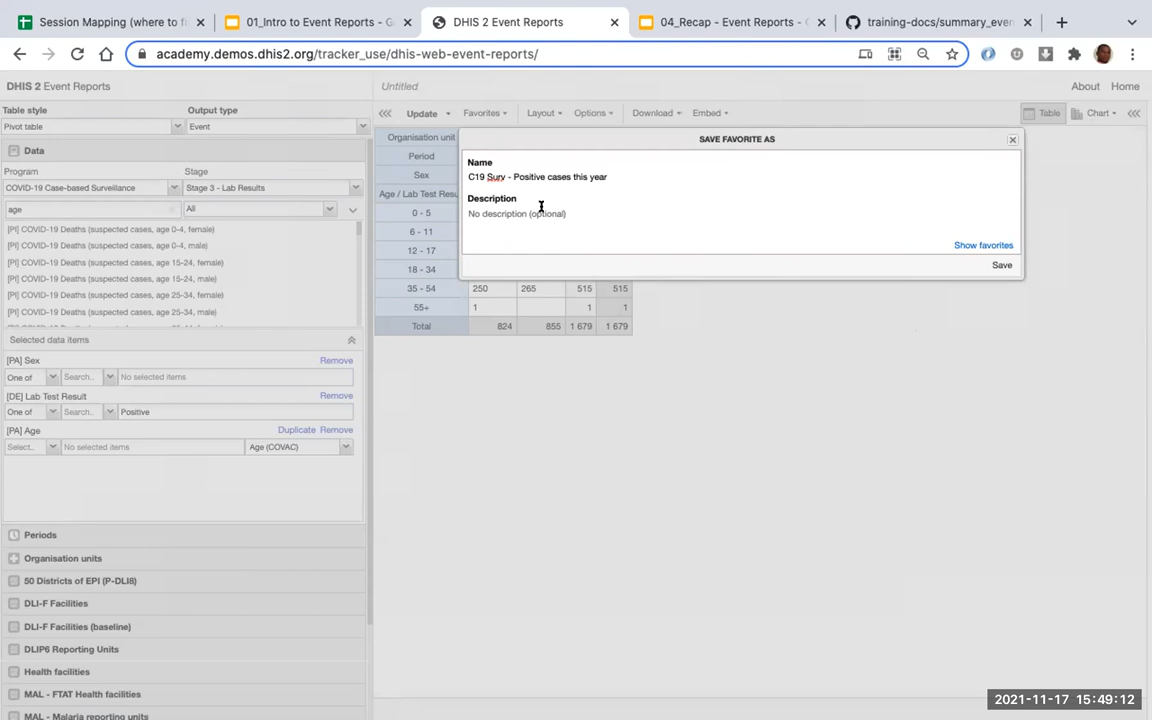 Session Mapping (where to fi
01_Intro to Event Reports - G
DHIS 2 Event Reports
04_Recap - Event Reports - G
training-docs/summary_even
academy.demos.dhis2.org/tracker_use/dhis-web-event-reports/
DHIS 2 Event Reports
Untitled
About
Home
Table style
Output type
Pivot table
Event
Update
Favorites
Layout
Options
Download
Embed
Table
Chart
Data
Program
Stage
COVID-19 Case-based Surveillance
Stage 3 - Lab Results
age
All
[PI] COVID-19 Deaths (suspected cases, age 0-4, female)
[PI] COVID-19 Deaths (suspected cases, age 0-4, male)
[PI] COVID-19 Deaths (suspected cases, age 15-24, female)
[PI] COVID-19 Deaths (suspected cases, age 15-24, male)
[PI] COVID-19 Deaths (suspected cases, age 25-34, female)
[PI] COVID-19 Deaths (suspected cases, age 25-34, male)
Selected data items
[PA] Sex
Remove
One of
Search..
No selected items
[DE] Lab Test Result
Remove
One of
Search..
Positive
[PA] Age
Duplicate Remove
Select..
No selected items
Age (COVAC)
Periods
Organisation units
50 Districts of EPI (P-DLI8)
DLI-F Facilities
DLI-F Facilities (baseline)
DLIP6 Reporting Units
Health facilities
MAL - FTAT Health facilities
MAL - Malaria reporting units
Organisation unit
Period
Sex
Age / Lab Test Resu
0 - 5
6 - 11
12 - 17
18 - 34
35 - 54 250 265 515 515
55+ 1 1 1
Total 824 855 1 679 1 679
SAVE FAVORITE AS
Name
C19 Surv - Positive cases this year
Description
No description (optional)
Show favorites
Save
2021-11-17 15:49:12